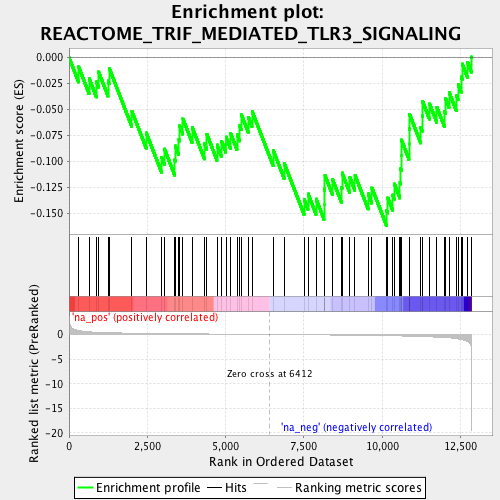 Enrichment plot:
REACTOME_TRIF_MEDIATED_TLR3_SIGNALING
Enrichment score (ES)
0.000
-0.025
-0.050
-0.075
-0.100
-0.125
-0.150
'na_pos' (positively correlated)
Ranked list metric (PreRanked)
0
-5
-10
-15
-20
Zero cross at 6412
'na_neg' (negatively correlated)
0
2,500
5,000
7,500
10,000
12,500
Rank in Ordered Dataset
Enrichment profile
Hits
Ranking metric scores